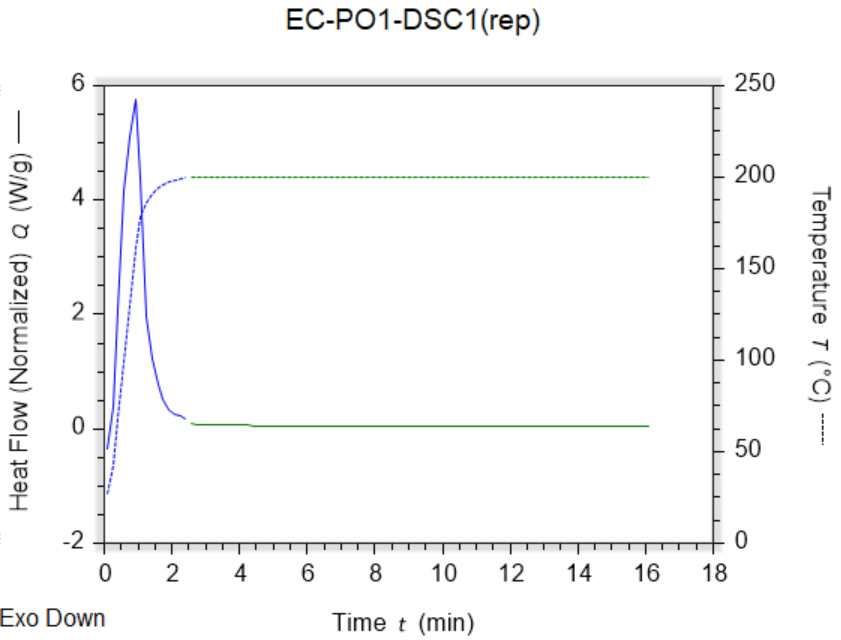 EC-PO1-DSC1(rep)
Heat Flow (Normalized) Q (W/g)
6
4
2
0
-2
250
200
150
100
50
0
Temperature T (°C)
0 2 4 6 8 10 12 14 16 18
Exo Down
Time t (min)